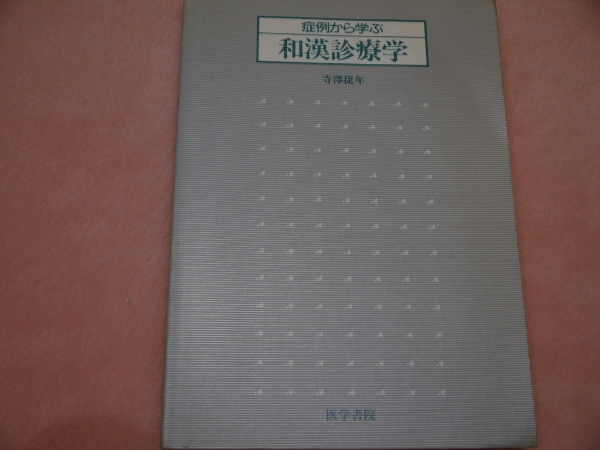 症例から学ぶ
和漢診療学
寺澤捷年
医学書院